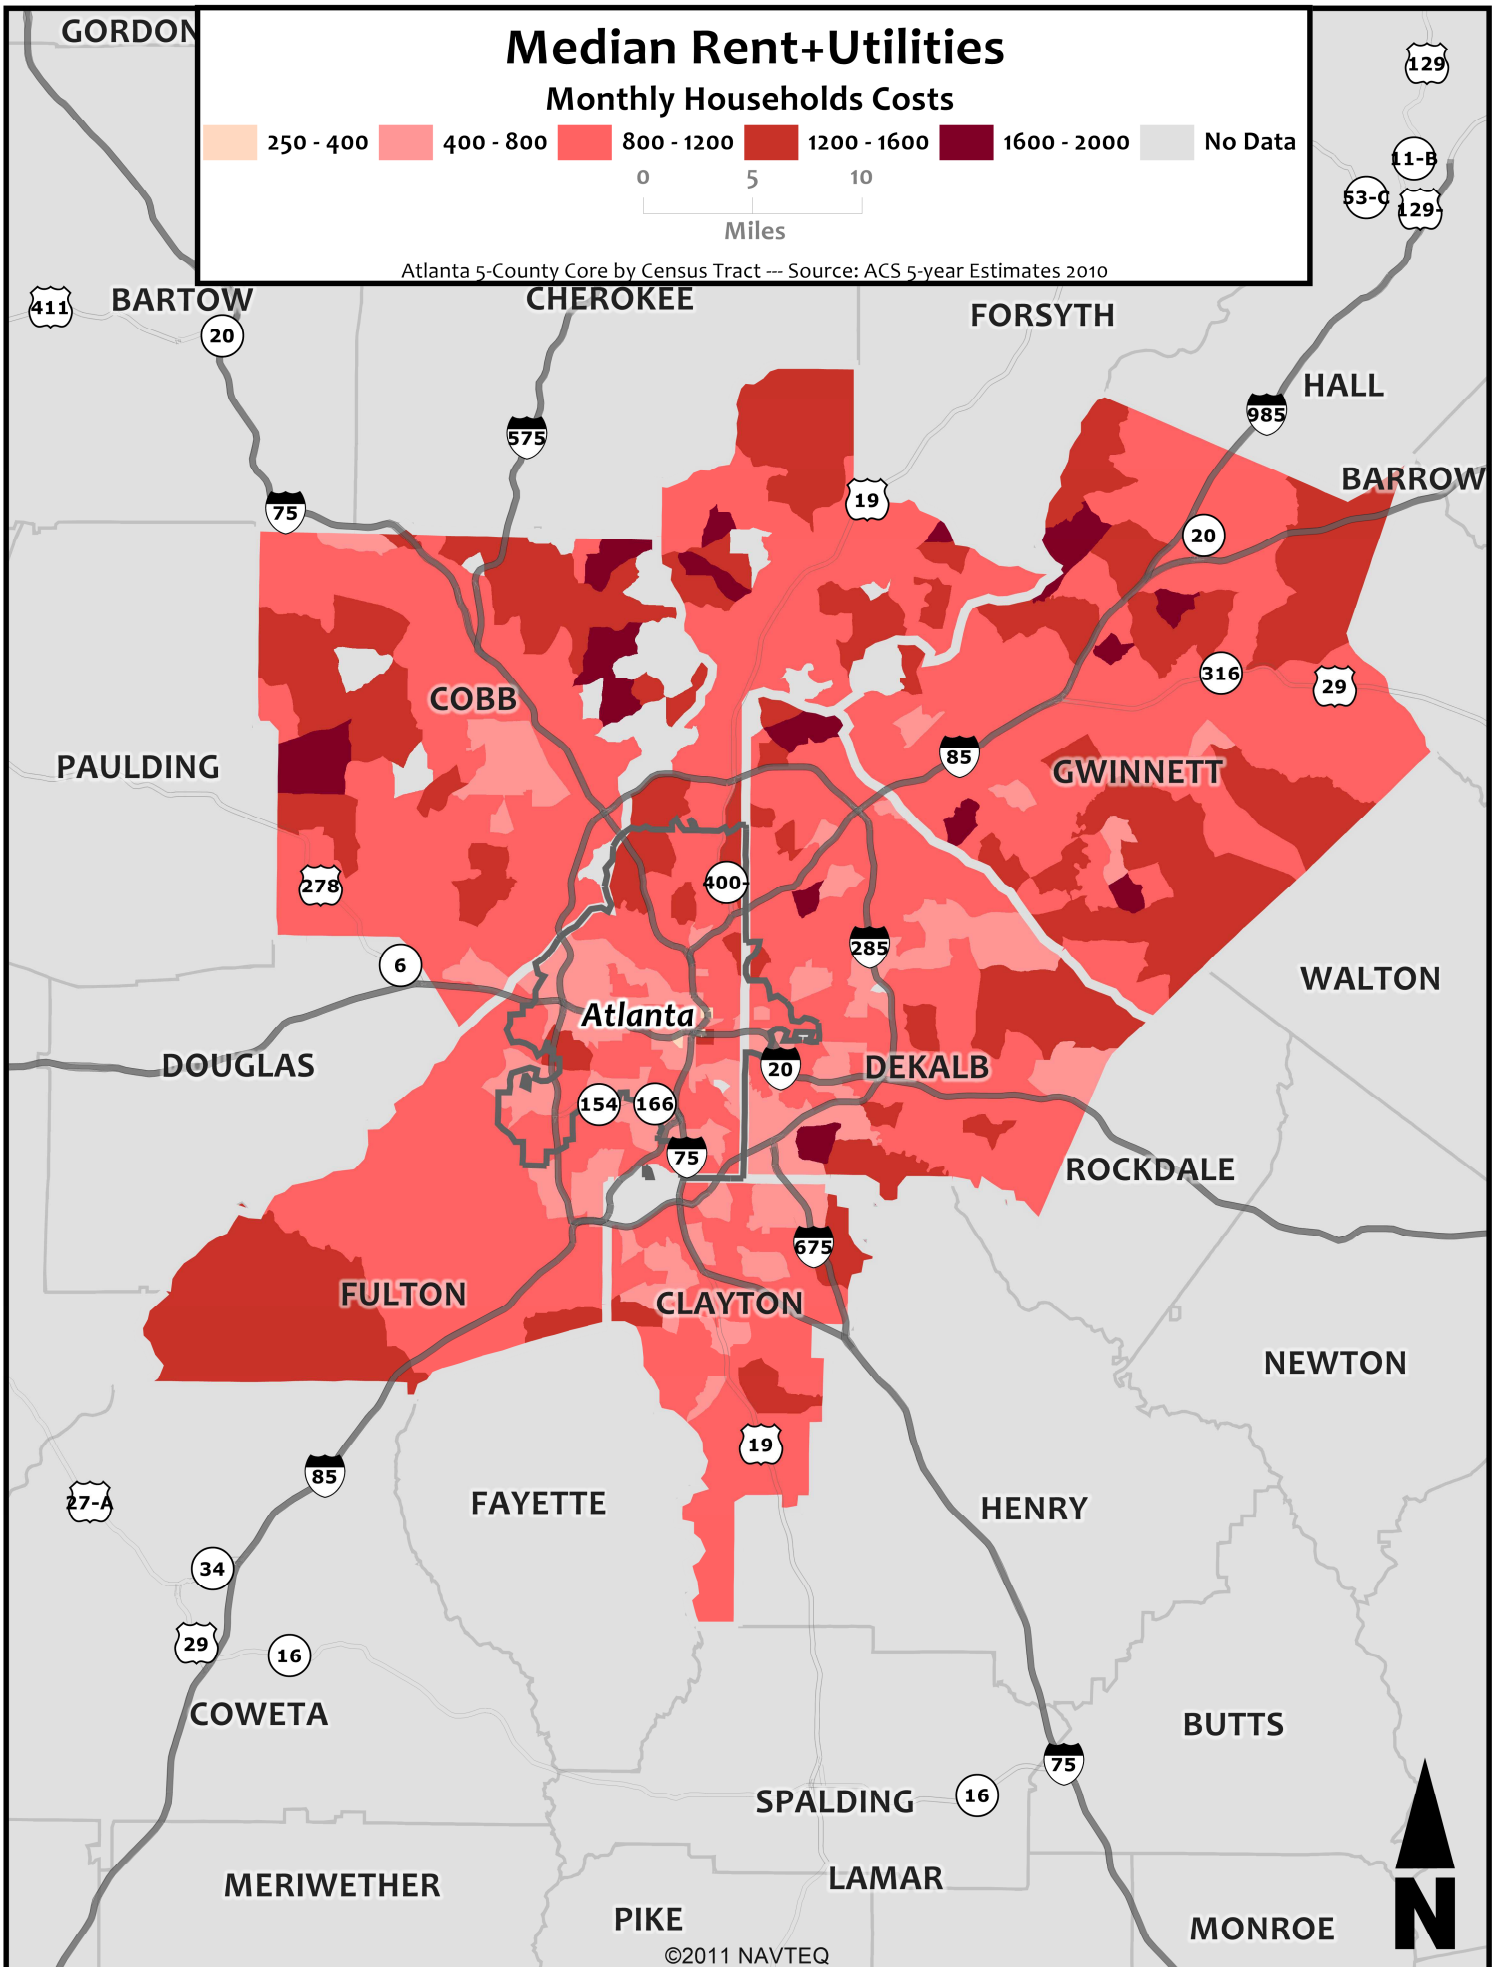 GORDON
Median Rent+Utilities
Monthly Households Costs
250 - 400 400 - 800 800 - 1200 1200 - 1600 1600 - 2000 No Data
0 5 10
Miles
Atlanta 5-County Core by Census Tract --- Source: ACS 5-year Estimates 2010
129
11-B
53-C
129-
411
BARTOW
CHEROKEE
FORSYTH
20
HALL
985
575
BARROW
19
75
20
316
29
COBB
PAULDING
85
GWINNETT
278
400-
285
6
WALTON
Atlanta
DOUGLAS
20
DEKALB
154
166
75
ROCKDALE
675
FULTON
CLAYTON
NEWTON
19
85
27-A
FAYETTE
HENRY
34
29
16
COWETA
BUTTS
75
SPALDING
16
MERIWETHER
LAMAR
PIKE
MONROE
N
©2011 NAVTEQ